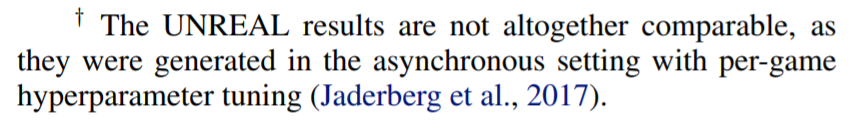 † The UNREAL results are not altogether comparable, as
they were generated in the asynchronous setting with per-game
hyperparameter tuning (Jaderberg et al., 2017).